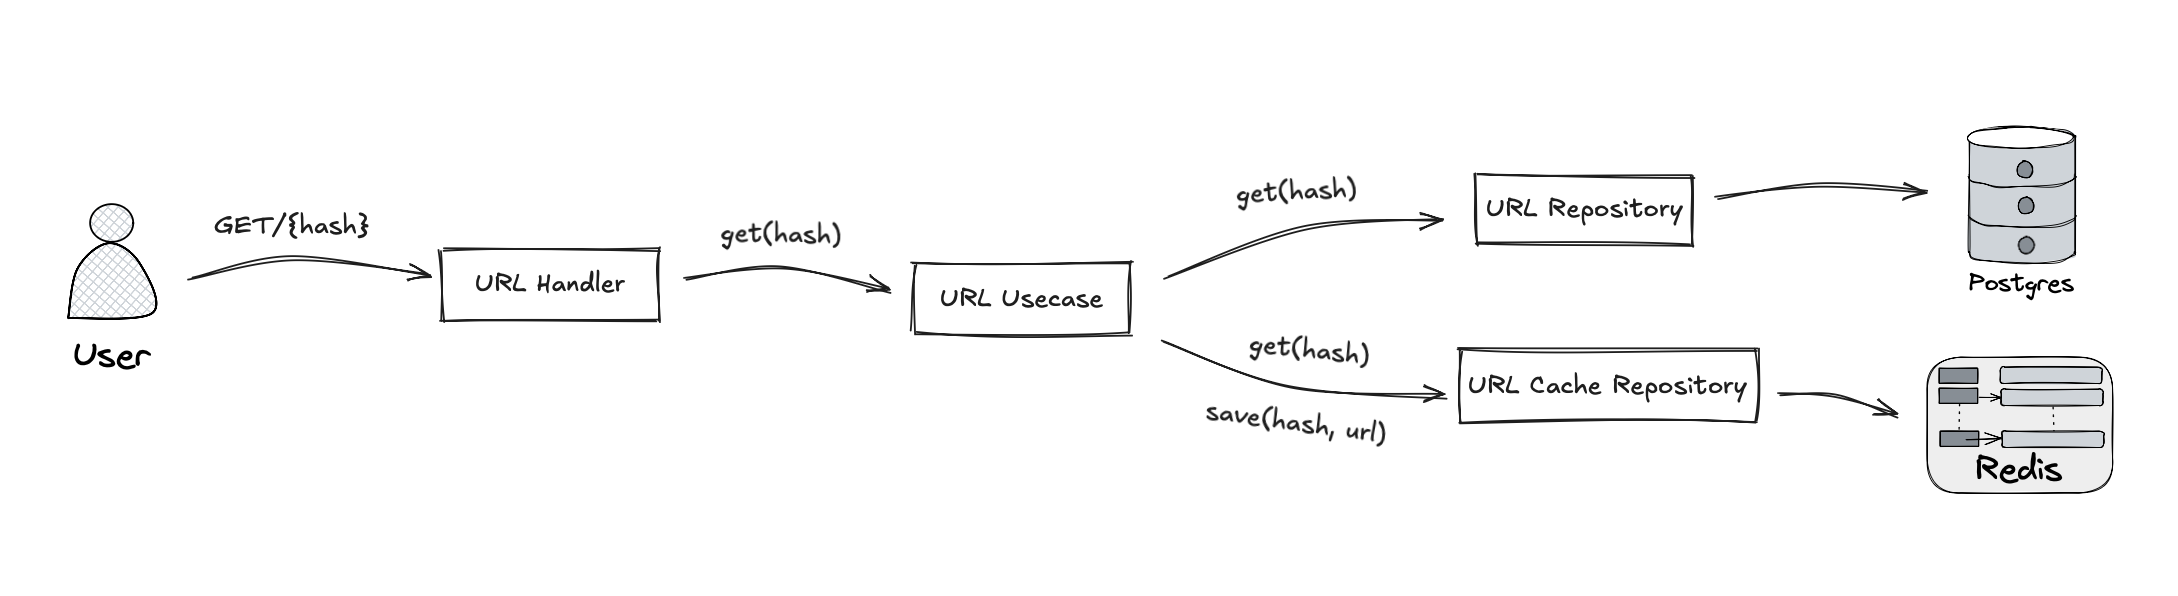 User
GET/{hash}
URL Handler
get(hash)
URL Usecase
get(hash)
URL Repository
Postgres
get(hash)
save(hash, url)
URL Cache Repository
Redis